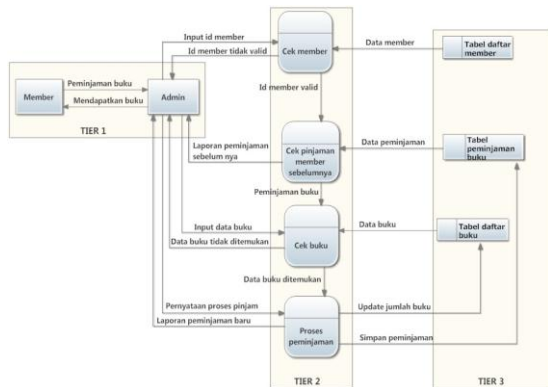 Input id member
Id member tidak valid
Cek member
Data member
Tabel daftar
member
Id member valid
Member
Peminjaman buku
Mendapatkan buku
Admin
TIER 1
Laporan peminjaman
sebelum nya
Cek pinjaman
member
sebelumnya
Data peminjaman
Tabel
peminjaman
buku
Peminjaman buku
Input data buku
Data buku tidak ditemukan
Cek buku
Data buku
Tabel daftar
buku
Data buku ditemukan
Pernyataan proses pinjam
Laporan peminjaman baru
Proses
peminjaman
Update jumlah buku
Simpan peminjaman
TIER 2
TIER 3